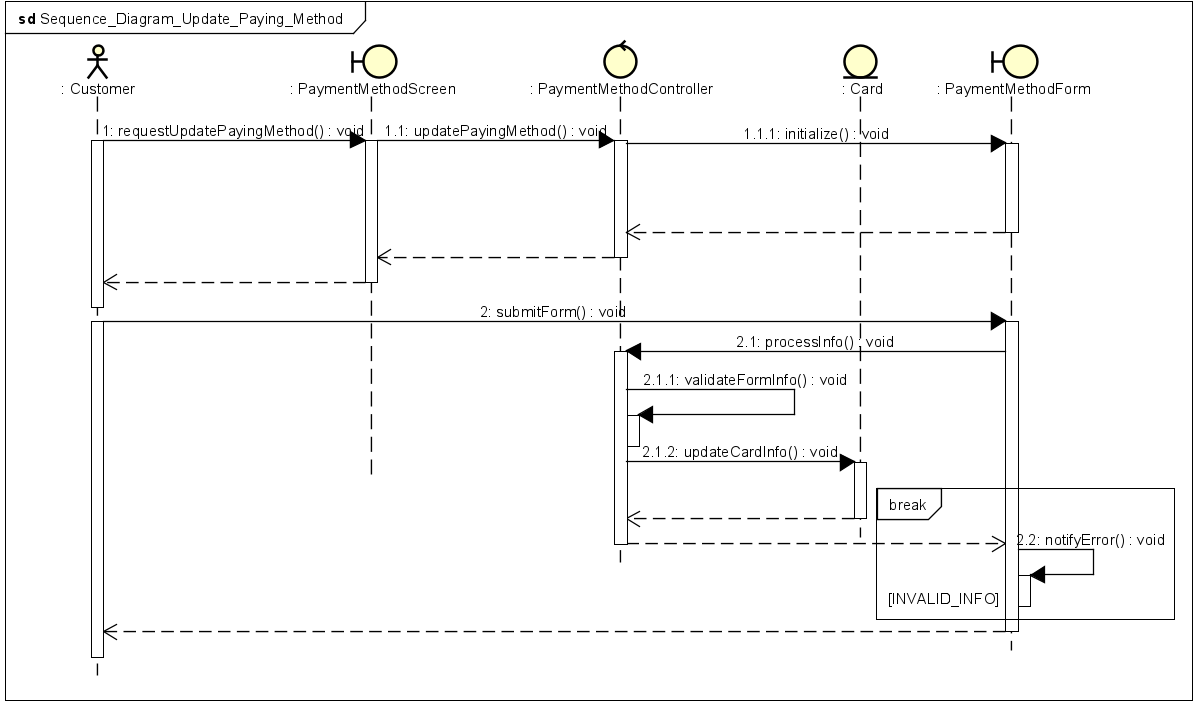 sd Sequence_Diagram_Update_Paying_Method
: Customer
: PaymentMethodScreen
: PaymentMethodController
: Card
: PaymentMethodForm
1: requestUpdatePayingMethod() : void
1.1: updatePayingMethod() : void
1.1.1: initialize() : void
2: submitForm() : void
2.1: processInfo() : void
2.1.1: validateFormInfo() : void
2.1.2: updateCardInfo() : void
break
2.2: notifyError() : void
[INVALID_INFO]